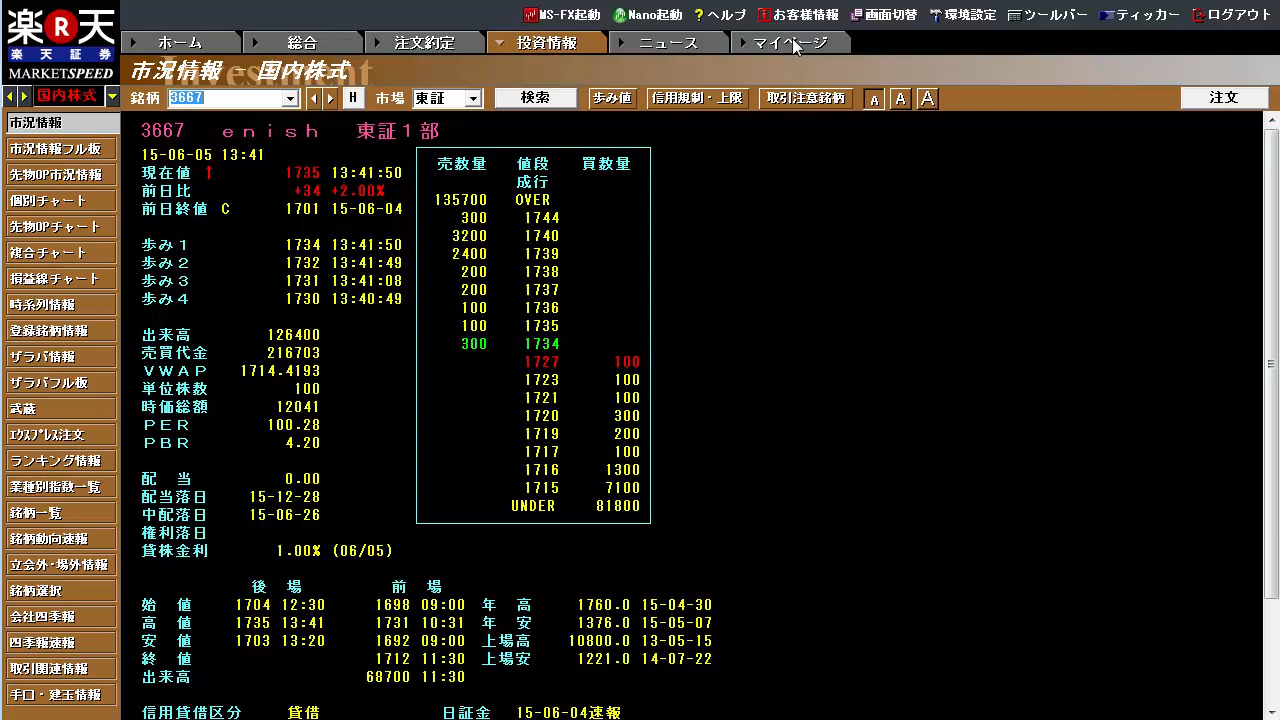 楽R天
楽天証券
MARKETSPEED
MS-FX起動 Nano起動 ?ヘルプ お客様情報 画面切替 環境設定 ツールバー ティッカー ログアウト
ホーム 総合 注文約定 投資情報 ニュース マイページ
市況情報 - 国内株式
国内株式 銘柄 3667 H 市場 東証 検索 歩み値 信用規制・上限 取引注意銘柄 A A A 注文
市況情報
市況情報フル板
先物OP市況情報
個別チャート
先物OPチャート
複合チャート
損益線チャート
時系列情報
登録銘柄情報
ザラバ情報
ザラバフル板
武蔵
エクスプレス注文
ランキング情報
業種別指数一覧
銘柄一覧
銘柄動向速報
立会外・場外情報
銘柄選択
会社四季報
四季報速報
取引関連情報
手口・建玉情報
3667 enish 東証1部
15-06-05 13:41
現在値 ↑ 1735 13:41:50
前日比 +34 +2.00%
前日終値 C 1701 15-06-04
歩み1 1734 13:41:50
歩み2 1732 13:41:49
歩み3 1731 13:41:08
歩み4 1730 13:40:49
出来高 126400
売買代金 216703
VWAP 1714.4193
単位株数 100
時価総額 12041
PER 100.28
PBR 4.20
配当 0.00
配当落日 15-12-28
中配落日 15-06-26
権利落日
貸株金利 1.00% (06/05)
売数量 値段 買数量
成行
135700 OVER
300 1744
3200 1740
2400 1739
200 1738
200 1737
100 1736
100 1735
300 1734
1727 100
1723 100
1721 100
1720 300
1719 200
1717 100
1716 1300
1715 7100
UNDER 81800
後場 前場
始値 1704 12:30 1698 09:00 年高 1760.0 15-04-30
高値 1735 13:41 1731 10:31 年安 1376.0 15-05-07
安値 1703 13:20 1692 09:00 上場高 10800.0 13-05-15
終値 1712 11:30 上場安 1221.0 14-07-22
出来高 68700 11:30
信用貸借区分 貸借 日証金 15-06-04速報